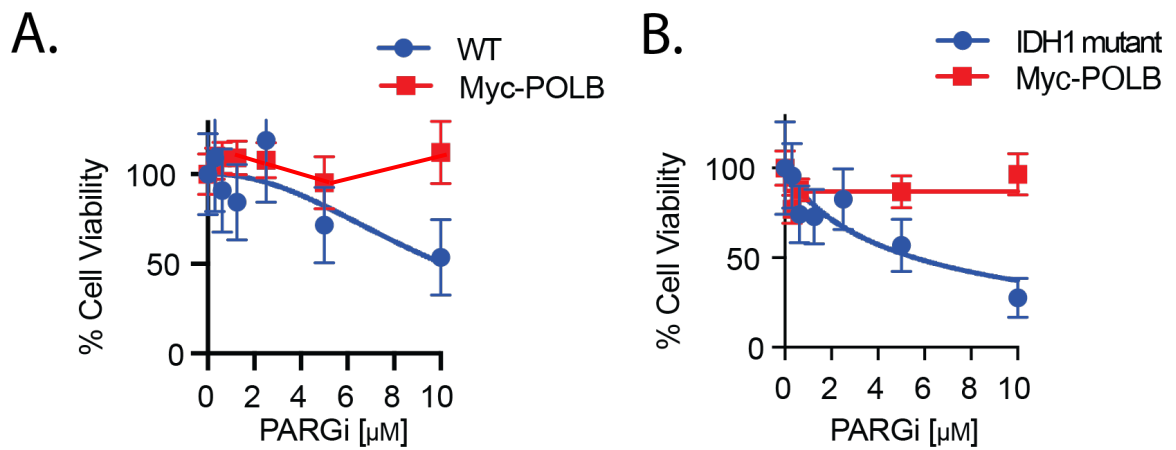 A.
WT
Myc-POLB
% Cell Viability
100
50
0
0 2 4 6 8 10
PARGi [µM]
B.
IDH1 mutant
Myc-POLB
% Cell Viability
100
50
0
0 2 4 6 8 10
PARGi [µM]